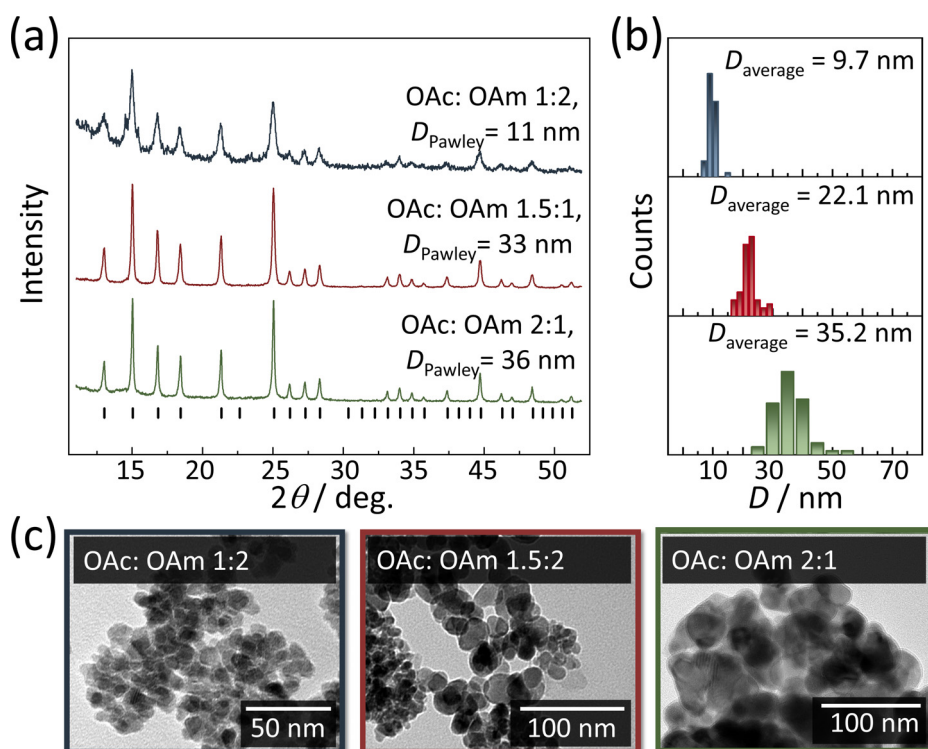 (a)
Intensity
OAc: OAm 1:2,
DPawley= 11 nm
OAc: OAm 1.5:1,
DPawley= 33 nm
OAc: OAm 2:1,
DPawley= 36 nm
15 20 25 30 35 40 45 50
2θ / deg.
(b)
Counts
Daverage = 9.7 nm
Daverage = 22.1 nm
Daverage = 35.2 nm
10 30 50 70
D / nm
(c)
OAc: OAm 1:2
50 nm
OAc: OAm 1.5:2
100 nm
OAc: OAm 2:1
100 nm